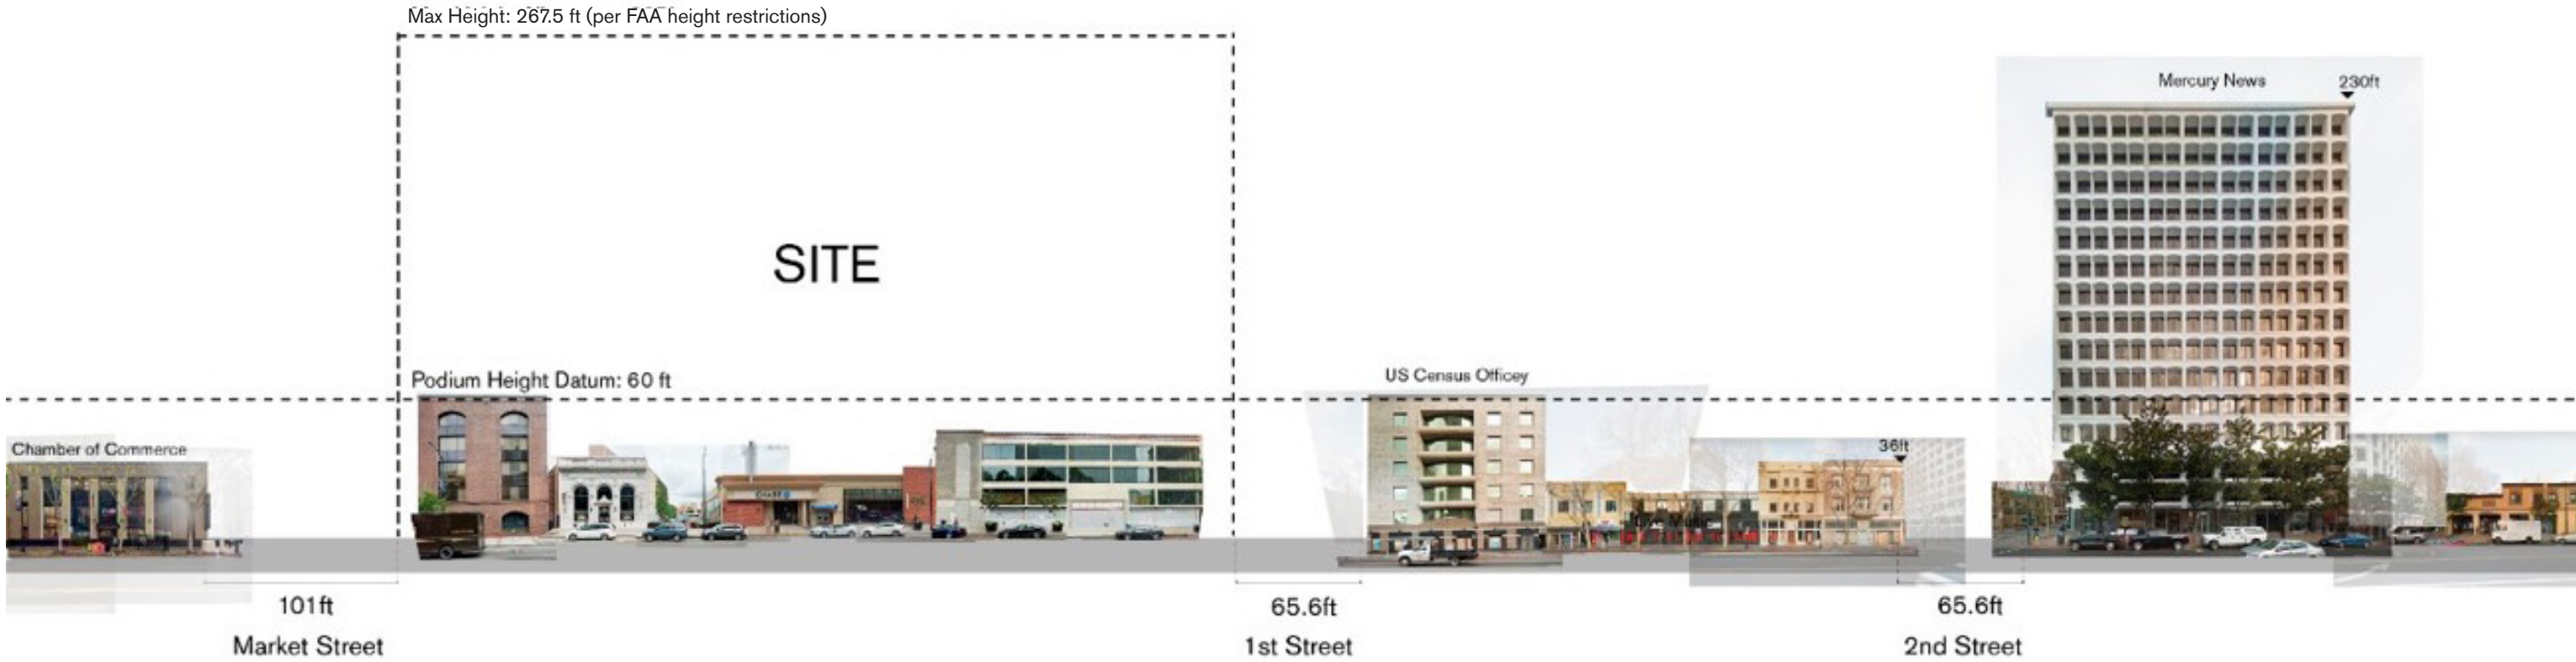 Max Height: 267.5 ft (per FAA height restrictions)
Mercury News
230ft
SITE
Podium Height Datum: 60 ft
US Census Officey
Chamber of Commerce
36ft
CHASE
101ft
65.6ft
65.6ft
Market Street
1st Street
2nd Street